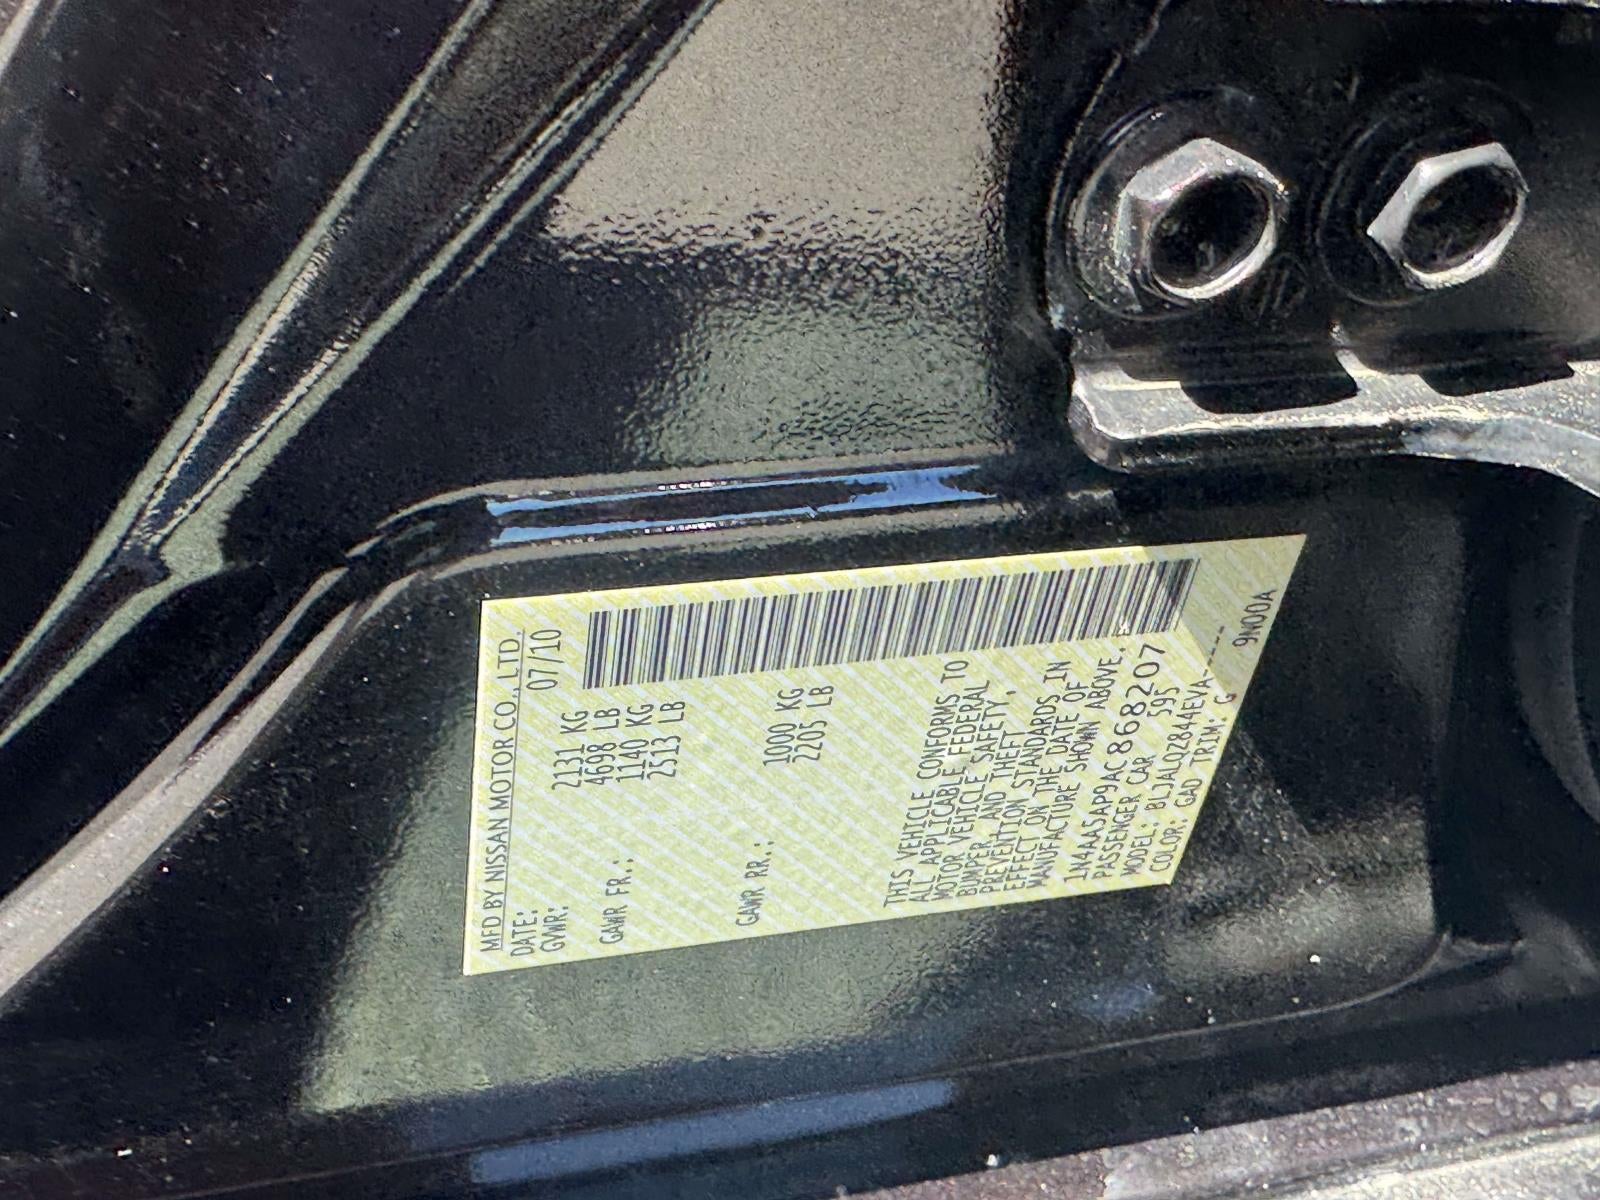 MFD BY NISSAN MOTOR CO., LTD.
DATE: 07/10
GVWR: 2131 KG
4698 LB
GAWR FR.: 1140 KG
2513 LB
GAWR RR.: 1000 KG
2205 LB
THIS VEHICLE CONFORMS TO
ALL APPLICABLE FEDERAL
MOTOR VEHICLE SAFETY,
BUMPER AND THEFT
PREVENTION STANDARDS IN
EFFECT ON THE DATE OF
MANUFACTURE SHOWN ABOVE.
1N4AA5AP9AC868207
PASSENGER CAR 595
MODEL: BLJALQZ844EVA-----
COLOR: GAD TRIM: G
9N00A